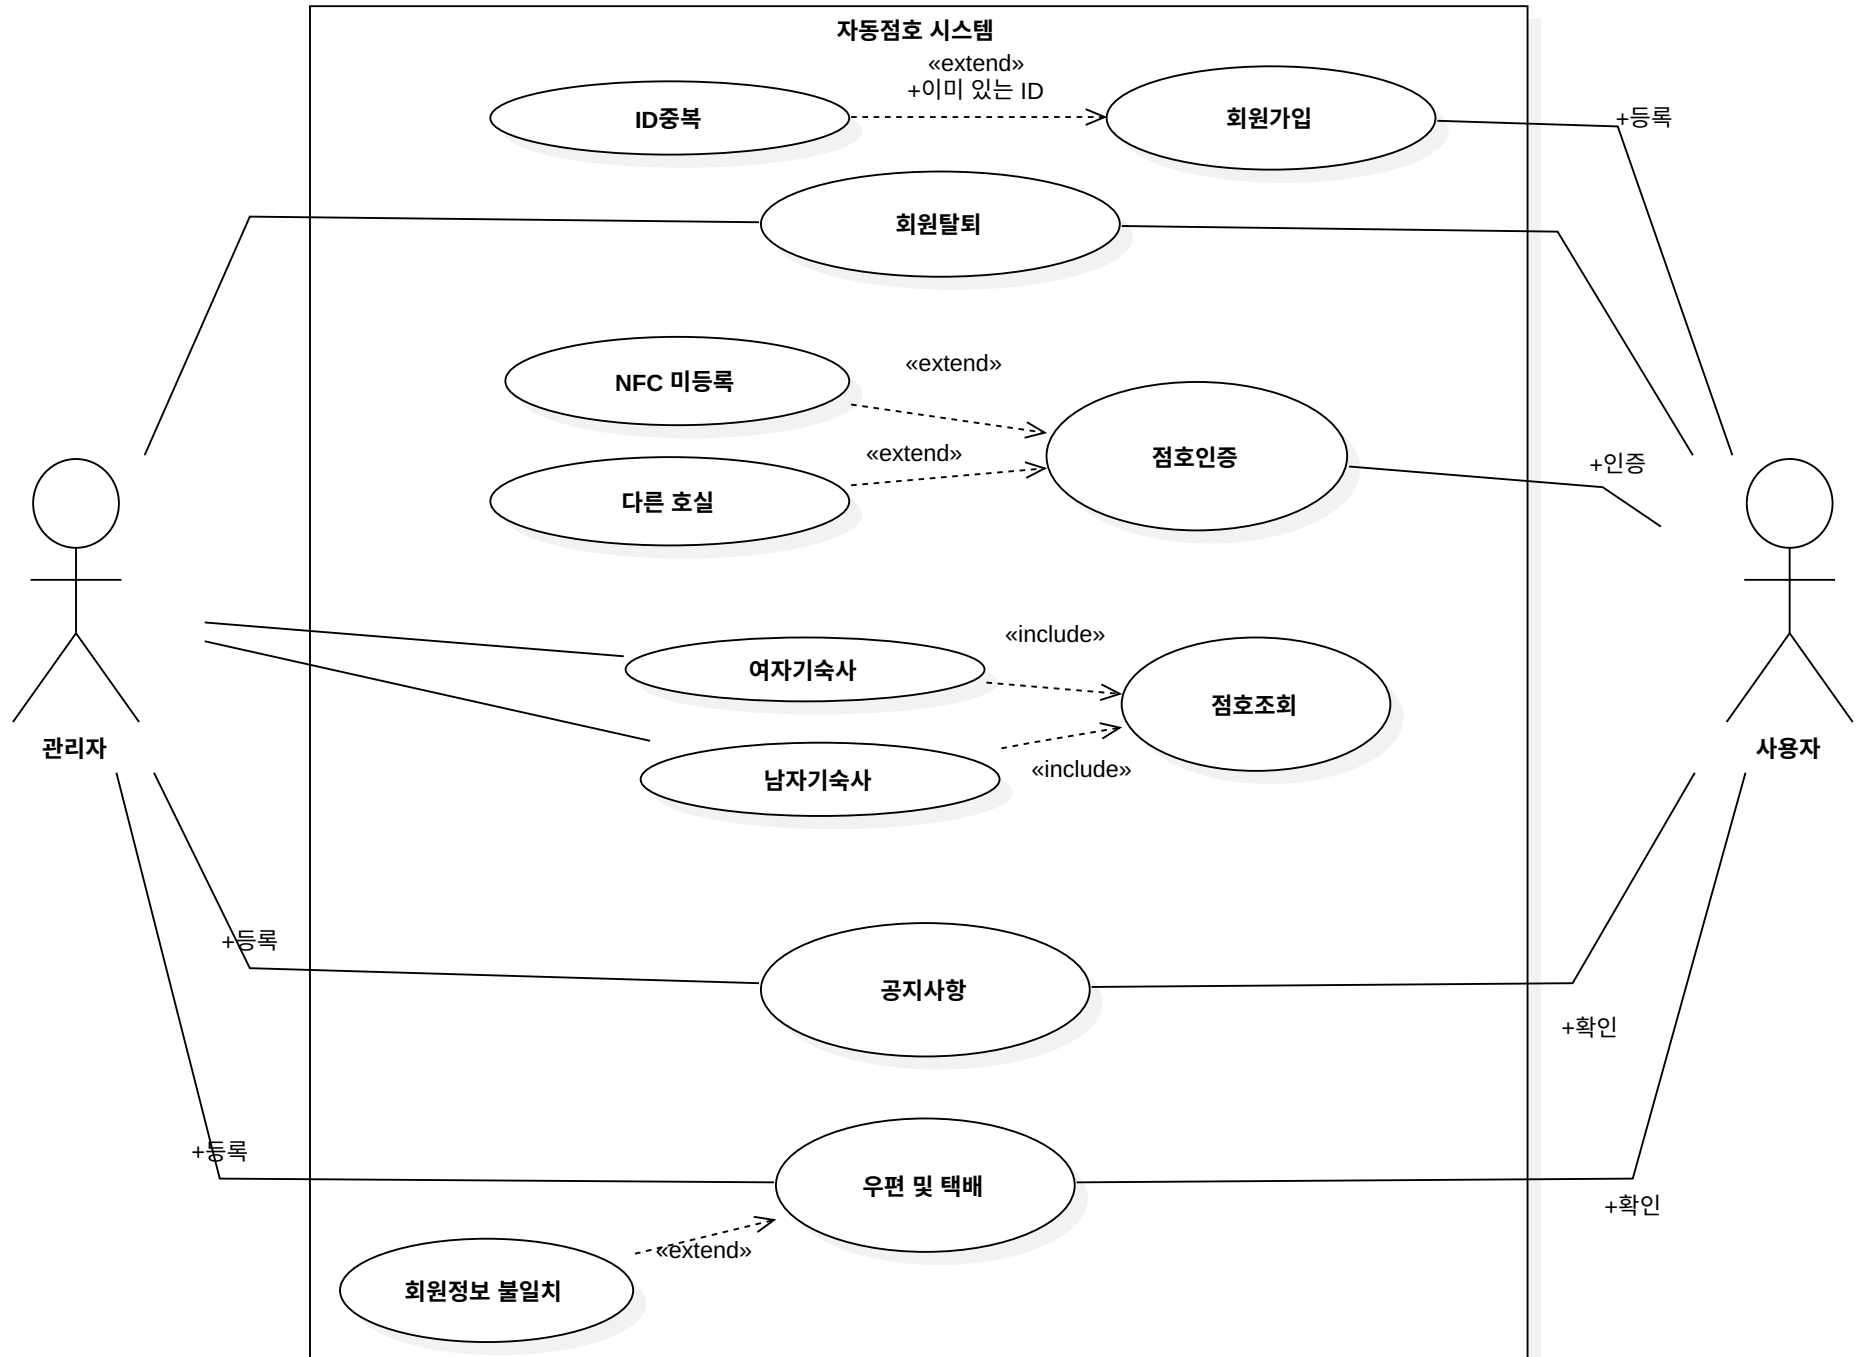 자동점호 시스템
«extend»
+이미 있는 ID
ID중복
회원가입
+등록
회원탈퇴
NFC 미등록
«extend»
«extend»
다른 호실
점호인증
+인증
여자기숙사
«include»
점호조회
남자기숙사
«include»
관리자
사용자
+등록
공지사항
+확인
+등록
우편 및 택배
+확인
«extend»
회원정보 불일치